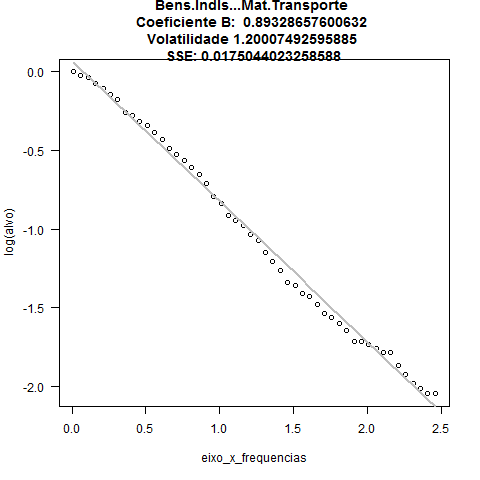 Bens.Indis...Mat.Transporte
Coeficiente B:  0.89328657600632
Volatilidade 1.20007492595885
SSE: 0.0175044023258588
0.0
-0.5
-1.0
-1.5
-2.0
log(alvo)
0.0 0.5 1.0 1.5 2.0 2.5
eixo_x_frequencias